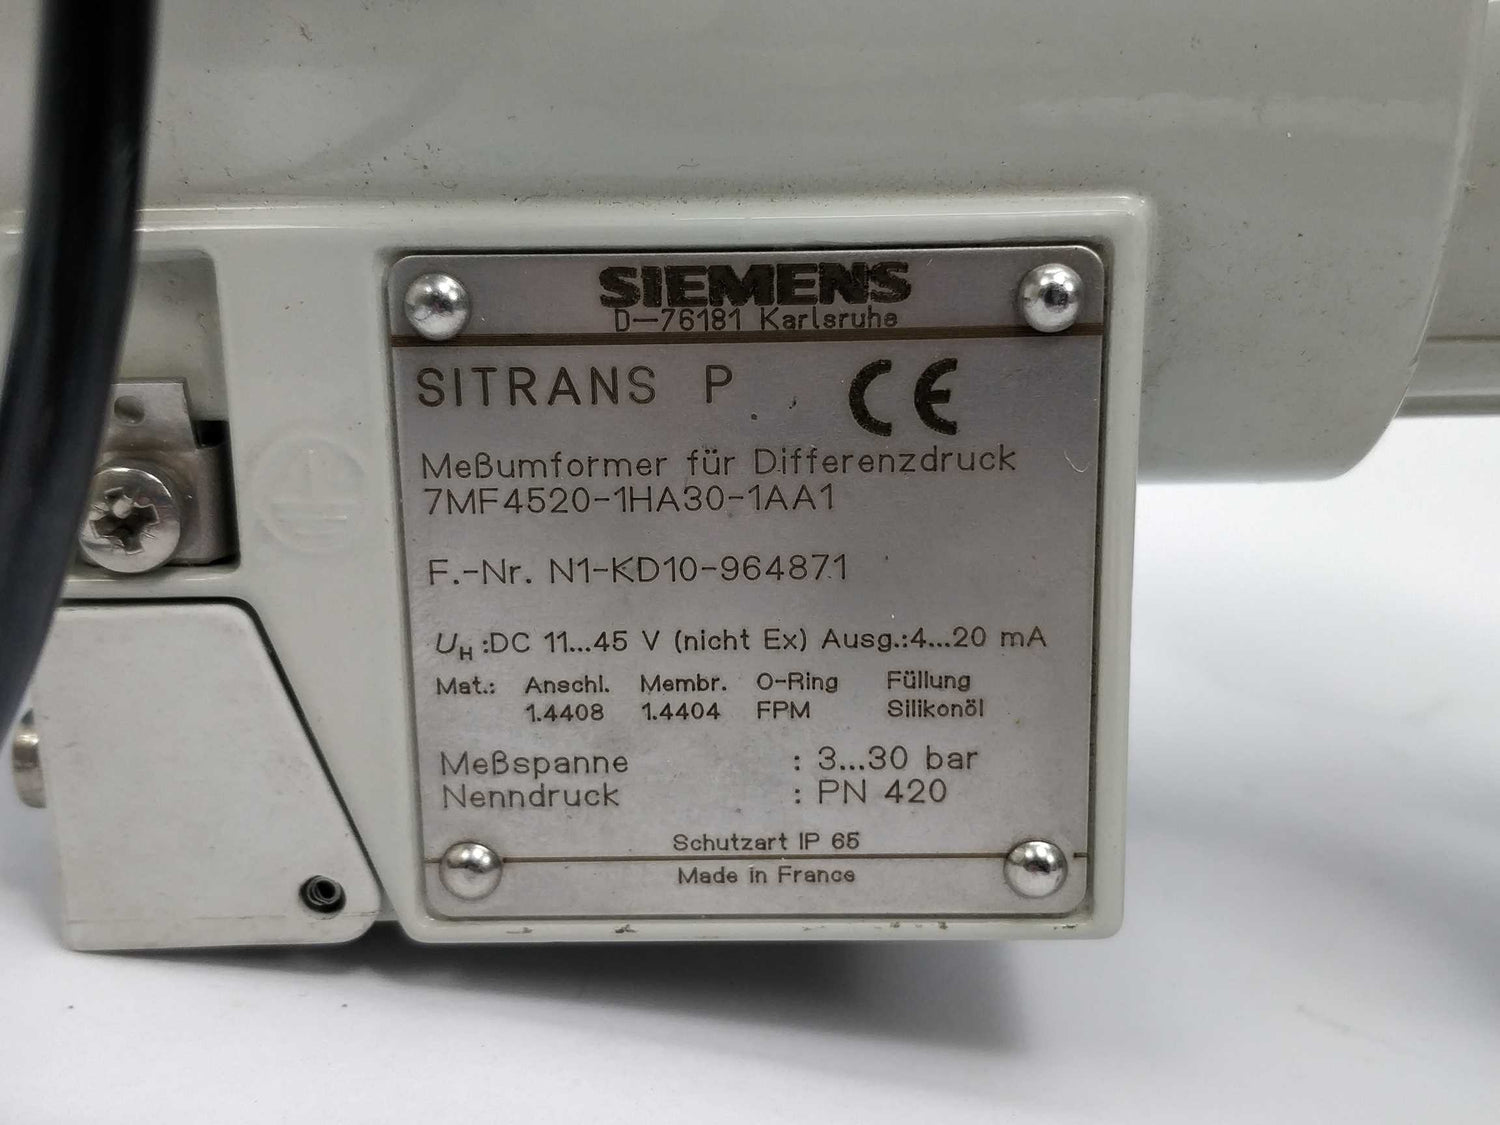 SIEMENS
D-76181 Karlsruhe
SITRANS P CE
Meßumformer für Differenzdruck
7MF4520-1HA30-1AA1
F.-Nr. N1-KD10-964871
UH :DC 11...45 V (nicht Ex) Ausg.:4...20 mA
Mat.: Anschl. Membr. O-Ring Füllung
1.4408 1.4404 FPM Silikonöl
Meßspanne : 3...30 bar
Nenndruck : PN 420
Schutzart IP 65
Made in France